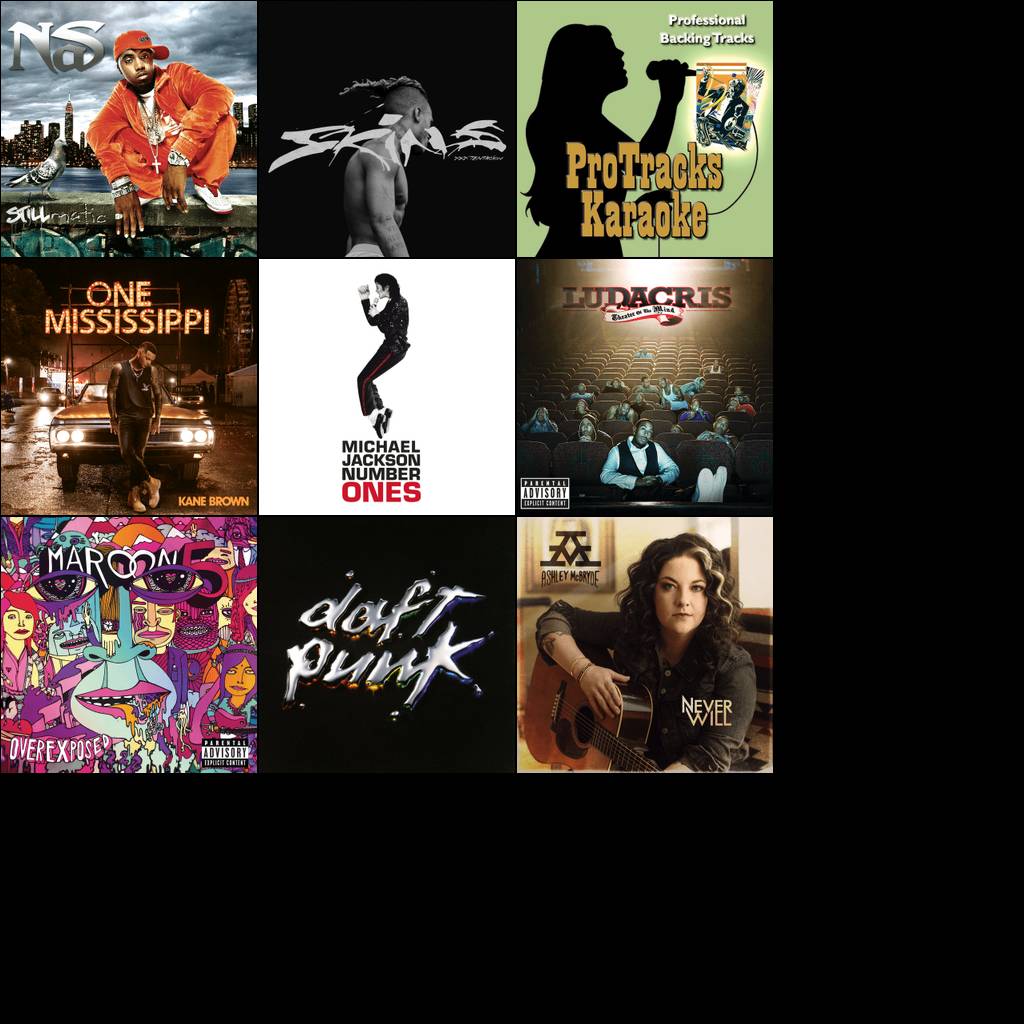 Nas
STILLmatic
SKINS
XXXTENTACION
Professional
Backing Tracks
ProTracks
Karaoke
ONE
MISSISSIPPI
KANE BROWN
MICHAEL
JACKSON
NUMBER
ONES
LUDACRIS
Theater Of The Mind
PARENTAL
ADVISORY
EXPLICIT CONTENT
MAROON 5
OVEREXPOSED
PARENTAL
ADVISORY
EXPLICIT CONTENT
daft
punk
ASHLEY McBRYDE
NEVER
WILL